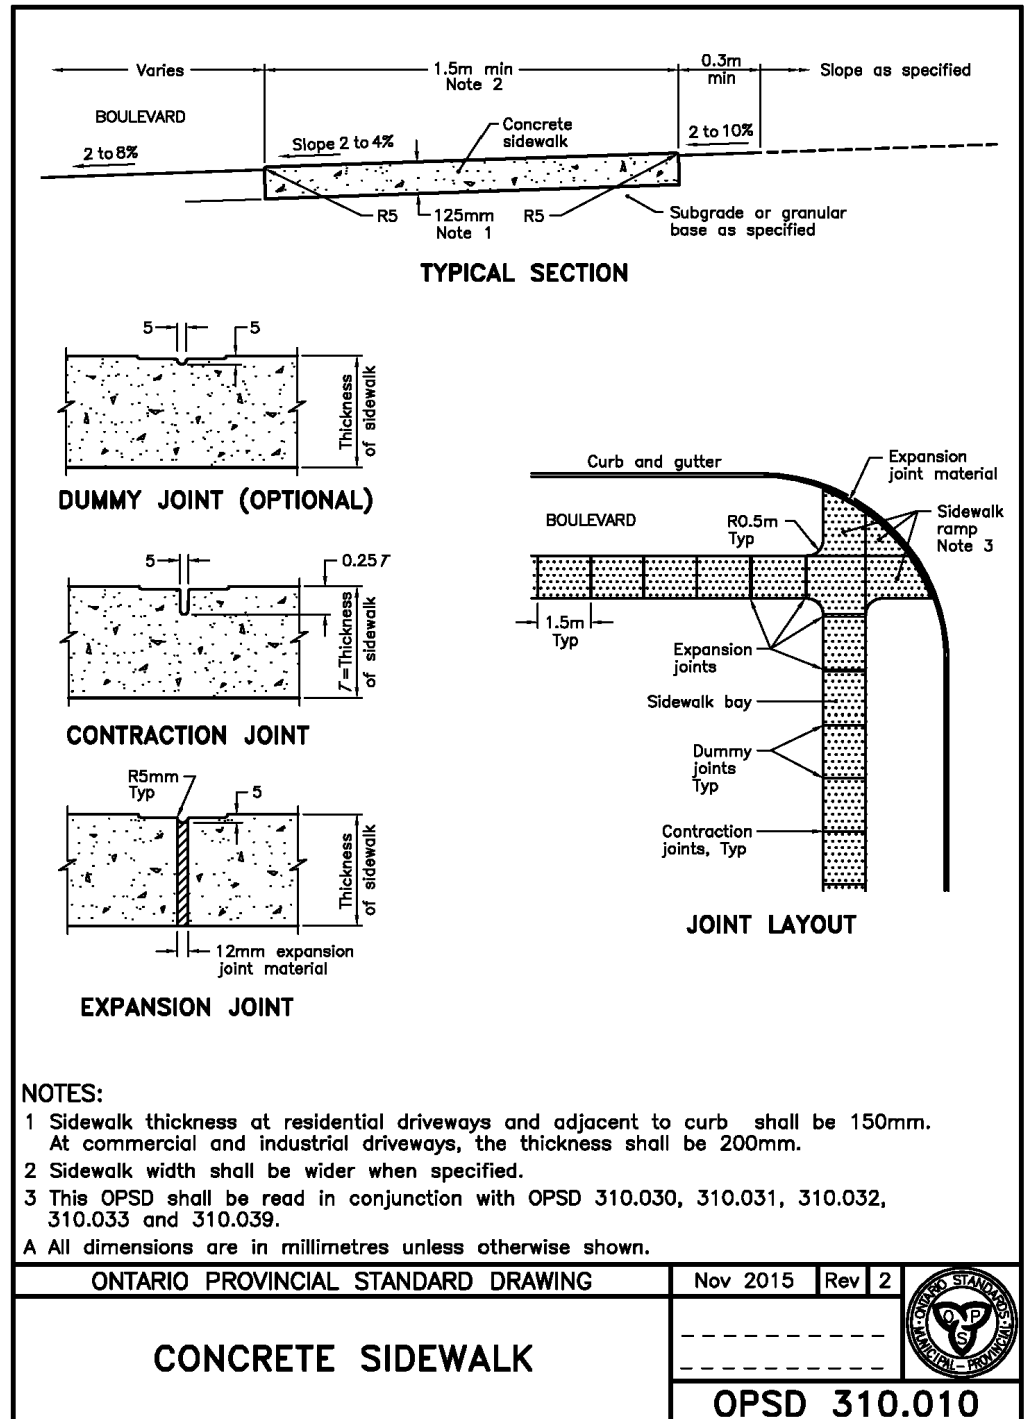 Varies
1.5m min
Note 2
0.3m
min
Slope as specified
BOULEVARD
2 to 8%
Slope 2 to 4%
Concrete
sidewalk
2 to 10%
R5
125mm
Note 1
R5
Subgrade or granular
base as specified
TYPICAL SECTION
5
5
Thickness
of sidewalk
DUMMY JOINT (OPTIONAL)
5
0.25T
T=Thickness
of sidewalk
CONTRACTION JOINT
R5mm
Typ
5
Thickness
of sidewalk
12mm expansion
joint material
EXPANSION JOINT
Curb and gutter
Expansion
joint material
BOULEVARD
R0.5m
Typ
Sidewalk
ramp
Note 3
1.5m
Typ
Expansion
joints
Sidewalk bay
Dummy
joints
Typ
Contraction
joints, Typ
JOINT LAYOUT
NOTES:
1 Sidewalk thickness at residential driveways and adjacent to curb shall be 150mm.
At commercial and industrial driveways, the thickness shall be 200mm.
2 Sidewalk width shall be wider when specified.
3 This OPSD shall be read in conjunction with OPSD 310.030, 310.031, 310.032,
310.033 and 310.039.
A All dimensions are in millimetres unless otherwise shown.
ONTARIO PROVINCIAL STANDARD DRAWING
Nov 2015
Rev
2
CONCRETE SIDEWALK
ONTARIO STANDARDS
MUNICIPAL-PROVINCIAL
O P
S
OPSD 310.010